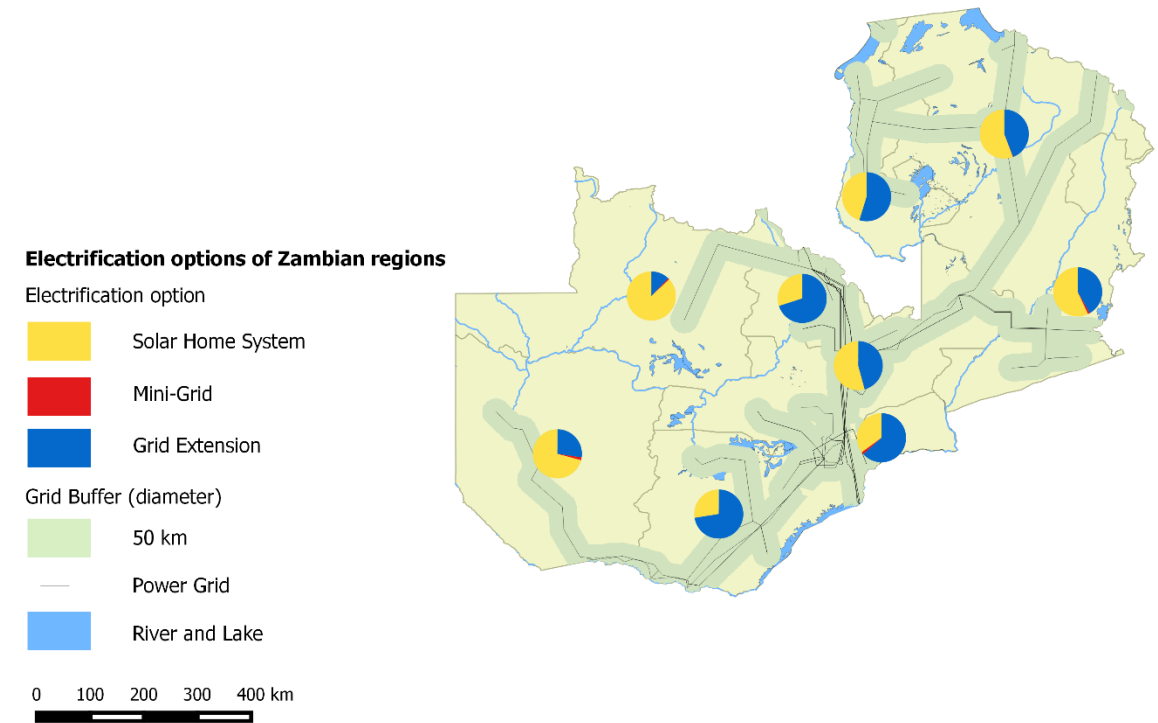 Electrification options of Zambian regions
Electrification option
Solar Home System
Mini-Grid
Grid Extension
Grid Buffer (diameter)
50 km
Power Grid
River and Lake
0 100 200 300 400 km